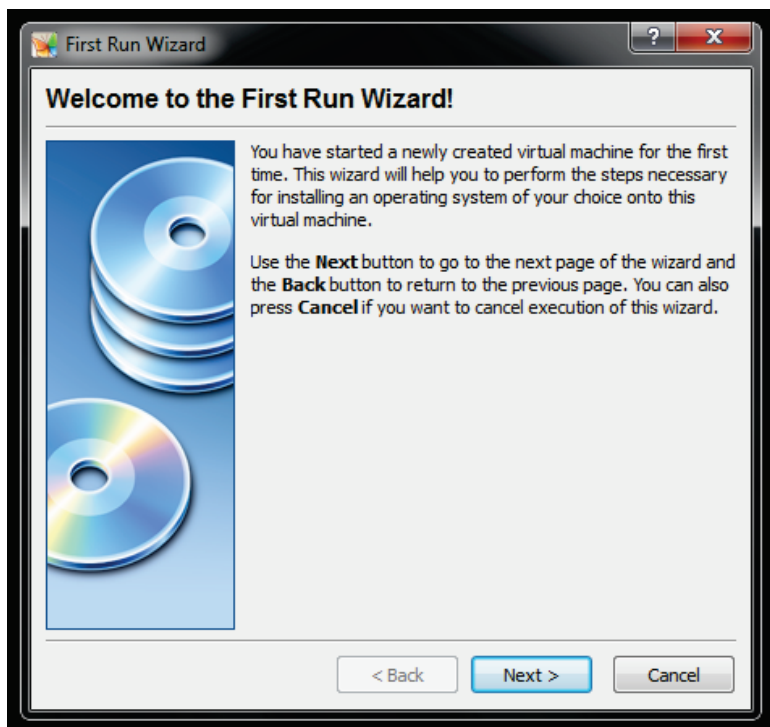 First Run Wizard
?
X
Welcome to the First Run Wizard!
You have started a newly created virtual machine for the first
time. This wizard will help you to perform the steps necessary
for installing an operating system of your choice onto this
virtual machine.
Use the Next button to go to the next page of the wizard and
the Back button to return to the previous page. You can also
press Cancel if you want to cancel execution of this wizard.
< Back
Next >
Cancel